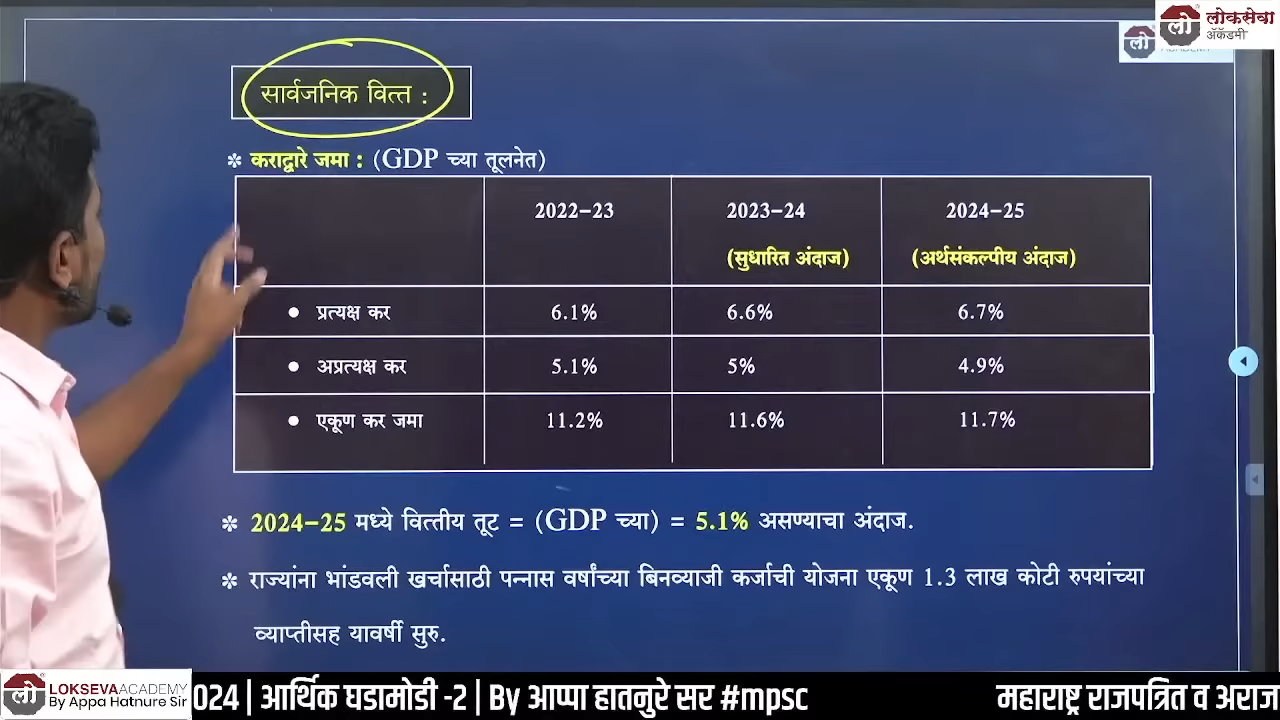 लो लोकसेवा
ॲकॅडमी
लो
सार्वजनिक वित्त :
* कराद्वारे जमा : (GDP च्या तूलनेत)
2022-23 2023-24 2024-25
(सुधारित अंदाज) (अर्थसंकल्पीय अंदाज)
• प्रत्यक्ष कर 6.1% 6.6% 6.7%
• अप्रत्यक्ष कर 5.1% 5% 4.9%
• एकूण कर जमा 11.2% 11.6% 11.7%
* 2024-25 मध्ये वित्तीय तूट = (GDP च्या) = 5.1% असण्याचा अंदाज.
* राज्यांना भांडवली खर्चासाठी पन्नास वर्षांच्या बिनव्याजी कर्जाची योजना एकूण 1.3 लाख कोटी रुपयांच्या
व्याप्तीसह यावर्षी सुरु.
लो LOKSEVA ACADEMY
By Appa Hatnure Sir
024 | आर्थिक घडामोडी -2 | By आप्पा हातनुरे सर #mpsc महाराष्ट्र राजपत्रित व अराज